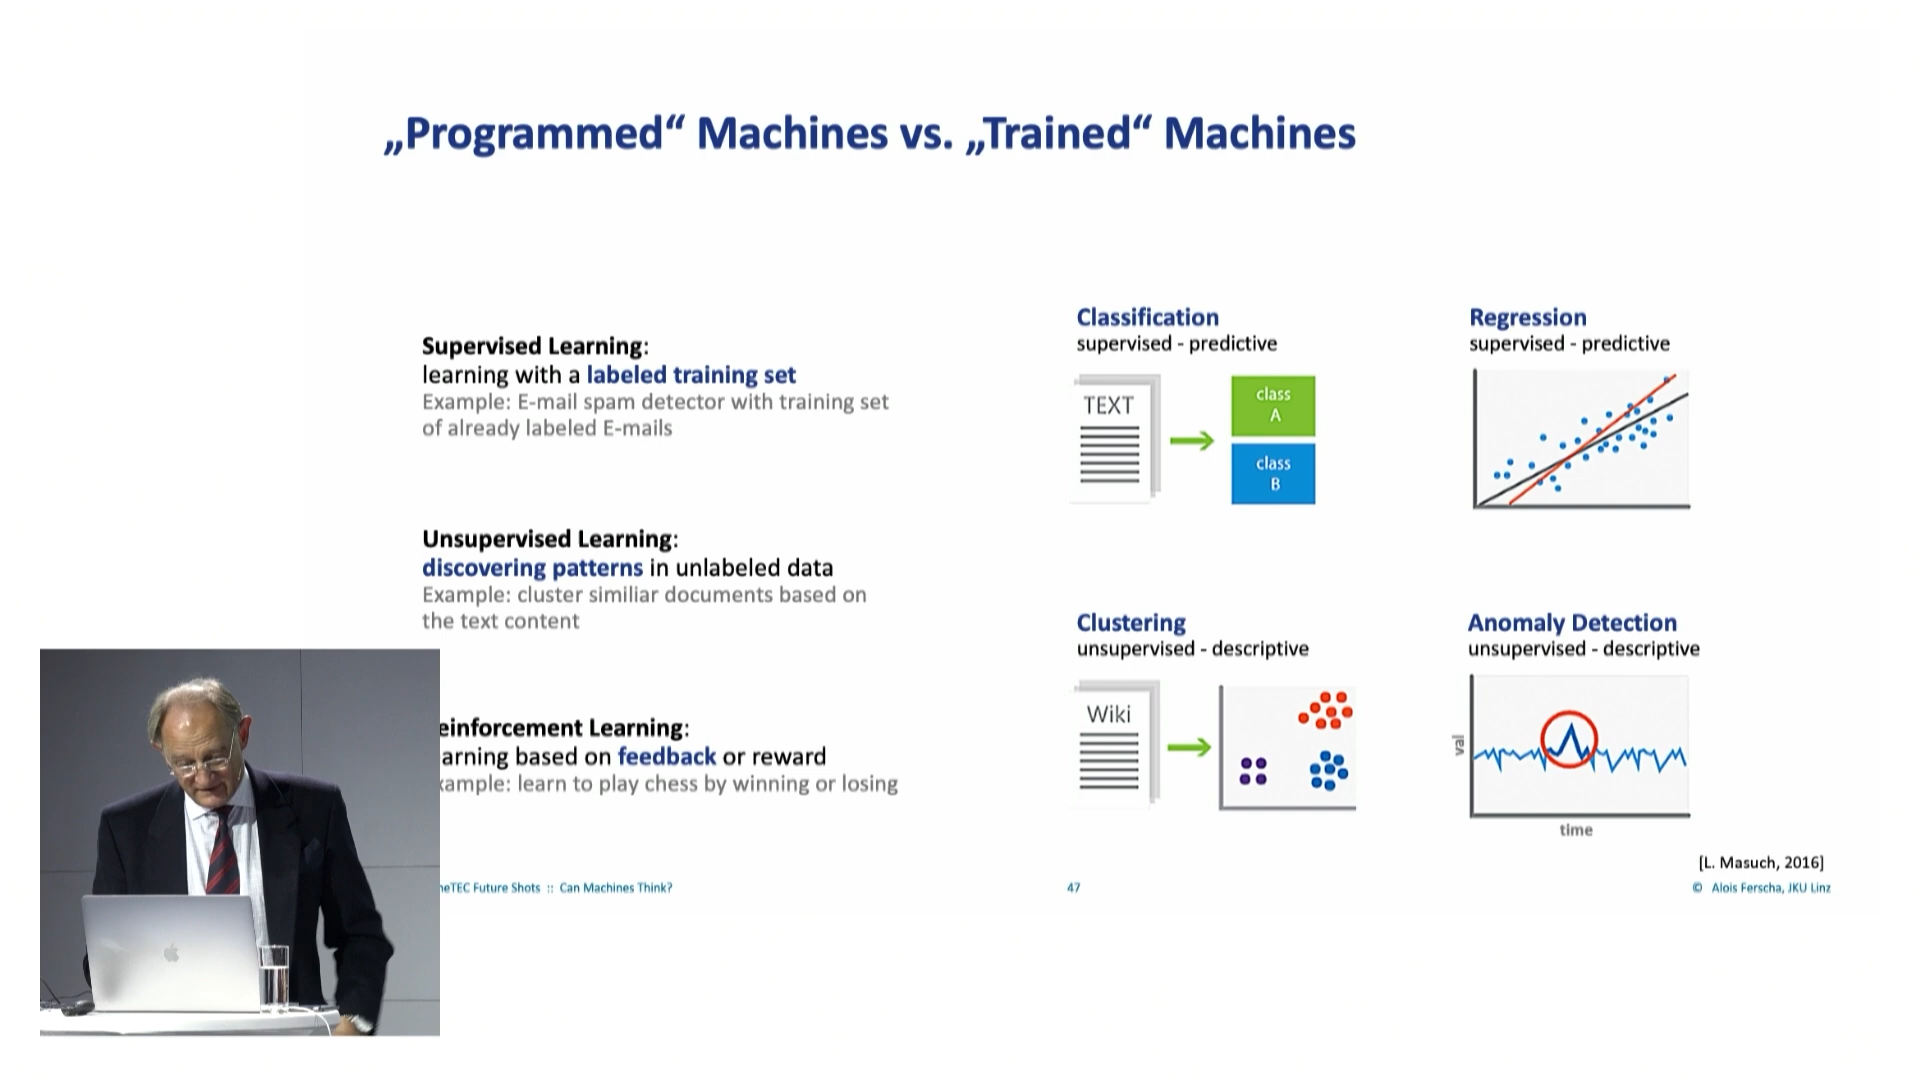 „Programmed“ Machines vs. „Trained“ Machines
Supervised Learning:
learning with a labeled training set
Example: E-mail spam detector with training set
of already labeled E-mails
Unsupervised Learning:
discovering patterns in unlabeled data
Example: cluster similiar documents based on
the text content
einforcement Learning:
arning based on feedback or reward
ample: learn to play chess by winning or losing
Classification
supervised - predictive
TEXT
class
A
class
B
Regression
supervised - predictive
Clustering
unsupervised - descriptive
Wiki
Anomaly Detection
unsupervised - descriptive
val
time
[L. Masuch, 2016]
neTEC Future Shots :: Can Machines Think?
47
© Alois Ferscha, JKU Linz